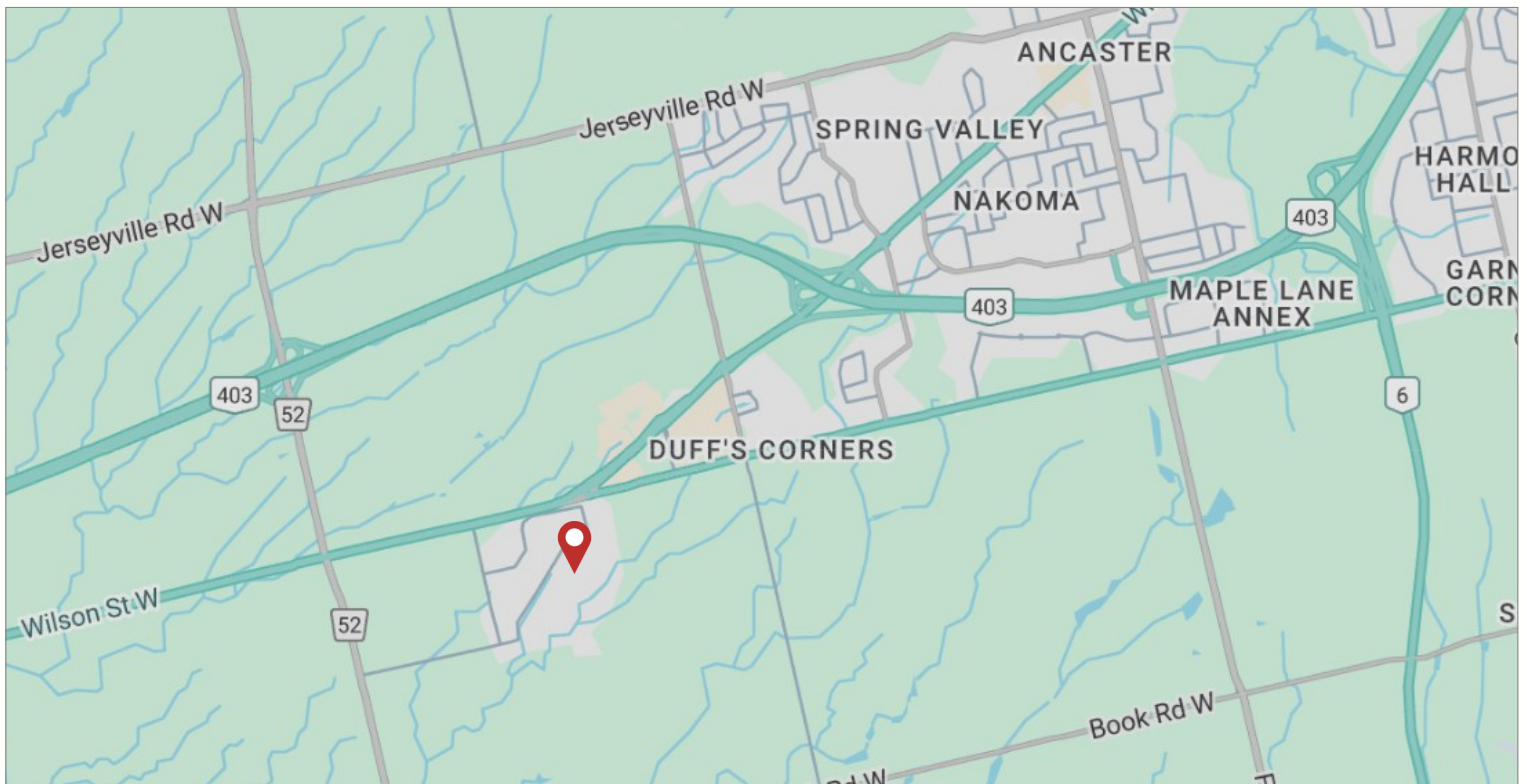 ANCASTER
Jerseyville Rd W
SPRING VALLEY
HARMO
HALL
NAKOMA
403
Jerseyville Rd W
GARN
CORN
MAPLE LANE
ANNEX
403
403
52
6
DUFF'S CORNERS
Wilson St W
52
S
Book Rd W
Rd W